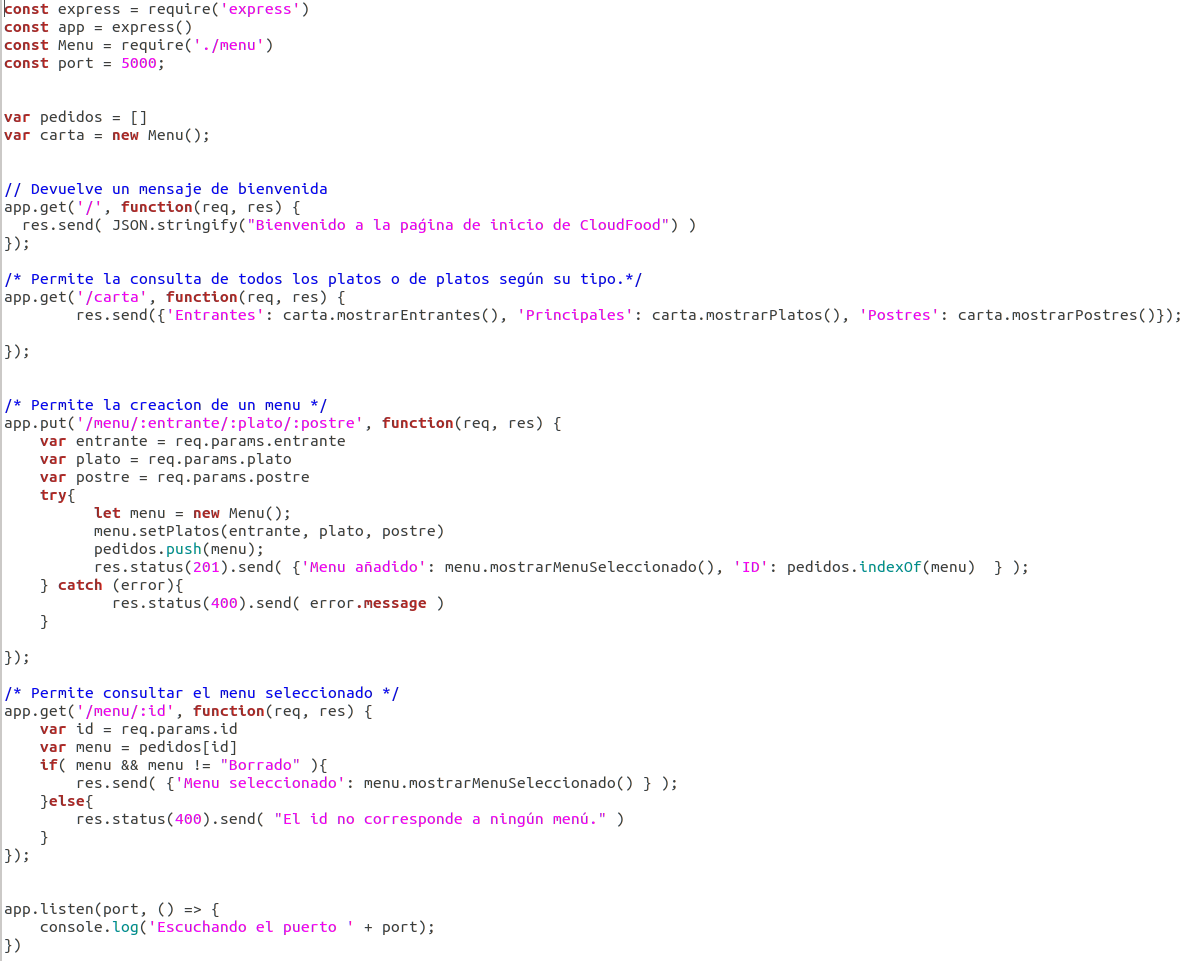 const express = require('express')
const app = express()
const Menu = require('./menu')
const port = 5000;


var pedidos = []
var carta = new Menu();


// Devuelve un mensaje de bienvenida
app.get('/', function(req, res) {
  res.send( JSON.stringify("Bienvenido a la paǵina de inicio de CloudFood") )
});

/* Permite la consulta de todos los platos o de platos según su tipo.*/
app.get('/carta', function(req, res) {
        res.send({'Entrantes': carta.mostrarEntrantes(), 'Principales': carta.mostrarPlatos(), 'Postres': carta.mostrarPostres()});

});


/* Permite la creacion de un menu */
app.put('/menu/:entrante/:plato/:postre', function(req, res) {
    var entrante = req.params.entrante
    var plato = req.params.plato
    var postre = req.params.postre
    try{
          let menu = new Menu();
          menu.setPlatos(entrante, plato, postre)
          pedidos.push(menu);
          res.status(201).send( {'Menu añadido': menu.mostrarMenuSeleccionado(), 'ID': pedidos.indexOf(menu)  } );
    } catch (error){
            res.status(400).send( error.message )
    }

});

/* Permite consultar el menu seleccionado */
app.get('/menu/:id', function(req, res) {
    var id = req.params.id
    var menu = pedidos[id]
    if( menu && menu != "Borrado" ){
        res.send( {'Menu seleccionado': menu.mostrarMenuSeleccionado() } );
    }else{
        res.status(400).send( "El id no corresponde a ningún menú." )
    }
});


app.listen(port, () => {
    console.log('Escuchando el puerto ' + port);
})